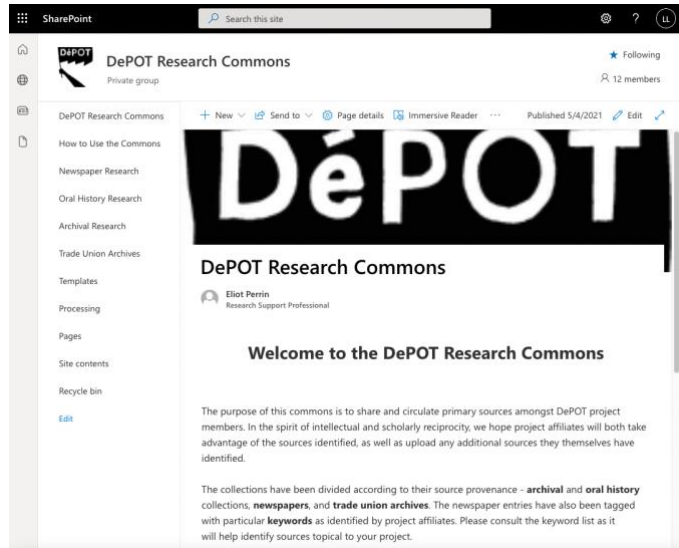 SharePoint
Search this site
?
LL
DePOT
DePOT Research Commons
Private group
Following
12 members
DePOT Research Commons
How to Use the Commons
Newspaper Research
Oral History Research
Archival Research
Trade Union Archives
Templates
Processing
Pages
Site contents
Recycle bin
Edit
+ New
Send to
Page details
Immersive Reader
...
Published 5/4/2021
Edit
DéPOT
DePOT Research Commons
Eliot Perrin
Research Support Professional
Welcome to the DePOT Research Commons
The purpose of this commons is to share and circulate primary sources amongst DePOT project
members. In the spirit of intellectual and scholarly reciprocity, we hope project affiliates will both take
advantage of the sources identified, as well as upload any additional sources they themselves have
identified.
The collections have been divided according to their source provenance - archival and oral history
collections, newspapers, and trade union archives. The newspaper entries have also been tagged
with particular keywords as identified by project affiliates. Please consult the keyword list as it
will help identify sources topical to your project.